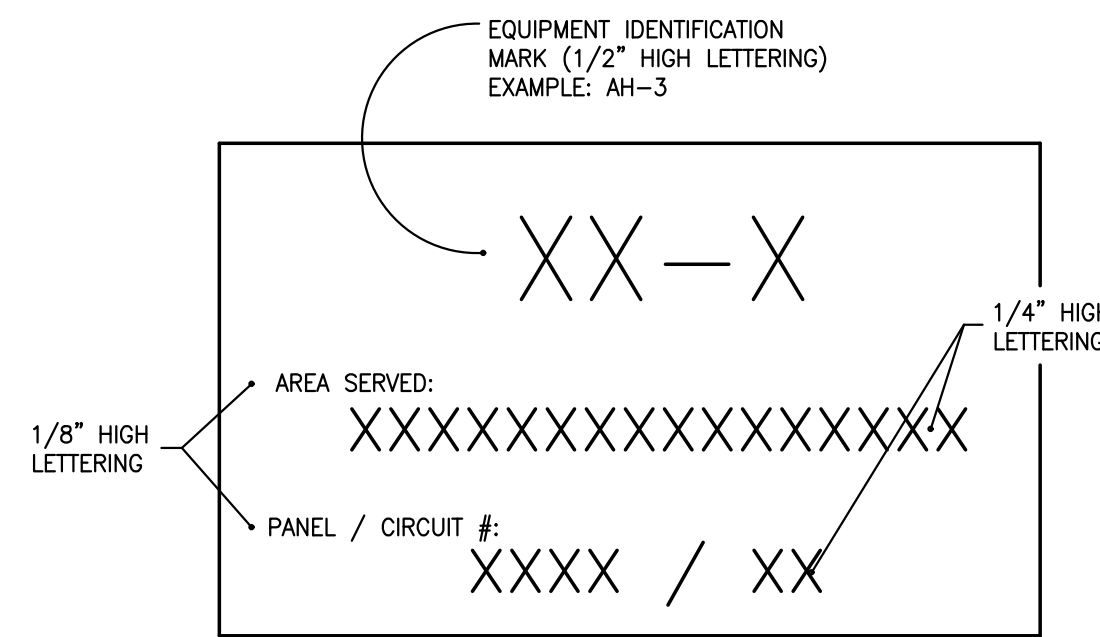 EQUIPMENT IDENTIFICATION
MARK (1/2” HIGH LETTERING)
EXAMPLE: AH-3
XX-X
1/4” HIGH
LETTERING
AREA SERVED:
XXXXXXXXXXXXXXXX
1/8” HIGH
LETTERING
PANEL / CIRCUIT #:
XXXX / XX